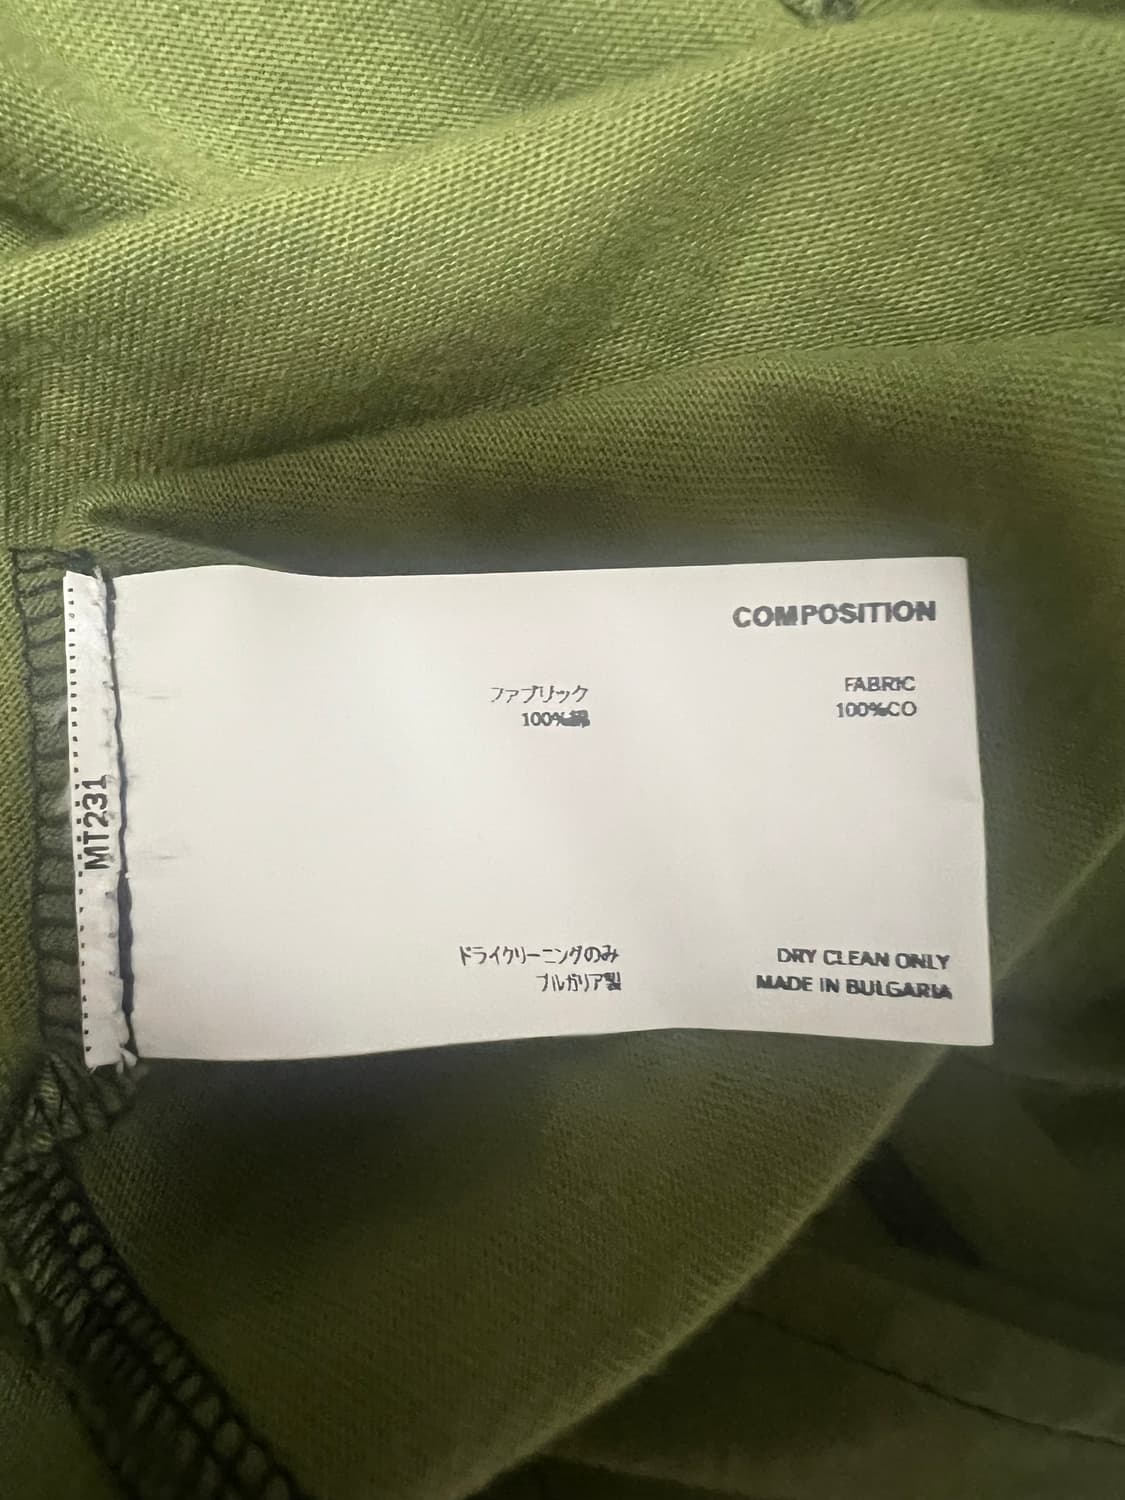 COMPOSITION
ファブリック
100%綿
FABRIC
100%CO
MT231
ドライクリーニングのみ
ブルガリア製
DRY CLEAN ONLY
MADE IN BULGARIA